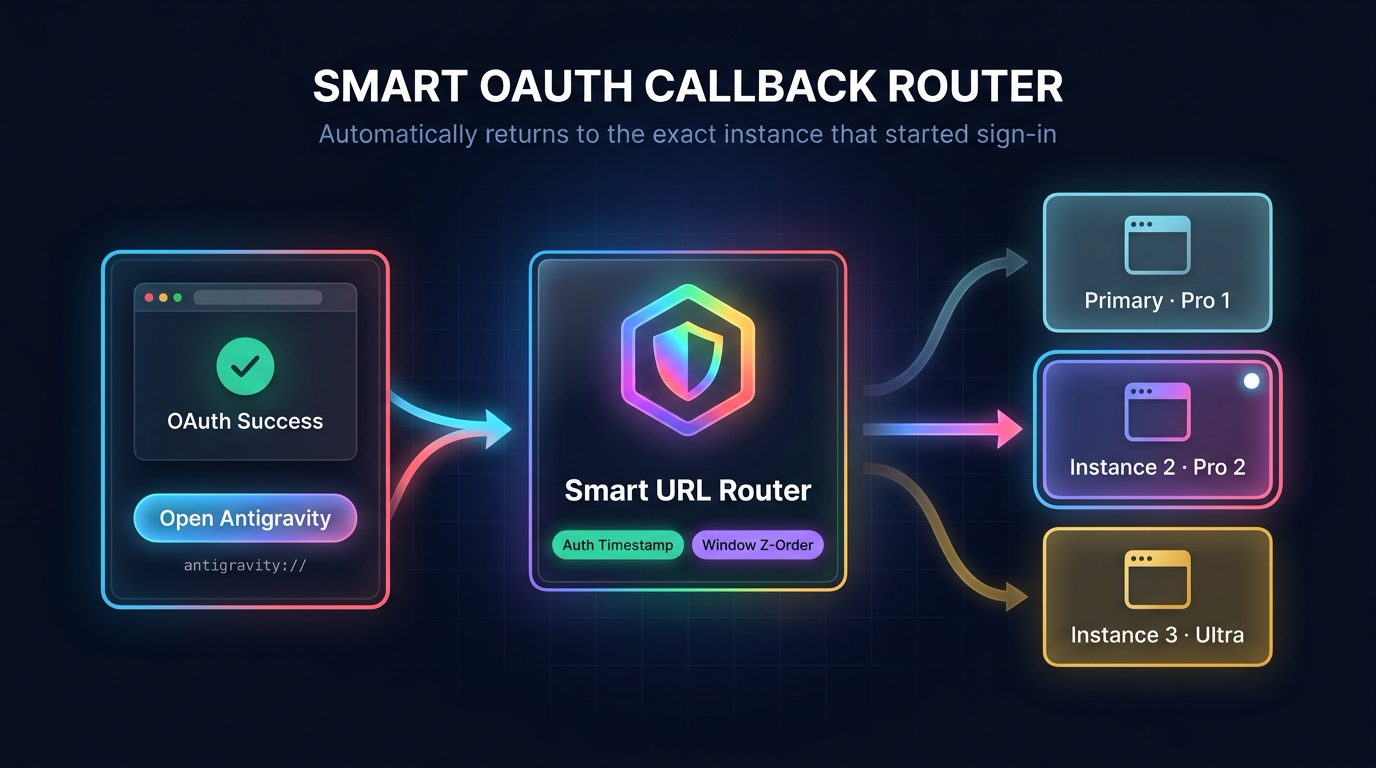 SMART OAUTH CALLBACK ROUTER
Automatically returns to the exact instance that started sign-in
OAuth Success
Open Antigravity
antigravity://
Smart URL Router
Auth Timestamp
Window Z-Order
Primary · Pro 1
Instance 2 · Pro 2
Instance 3 · Ultra